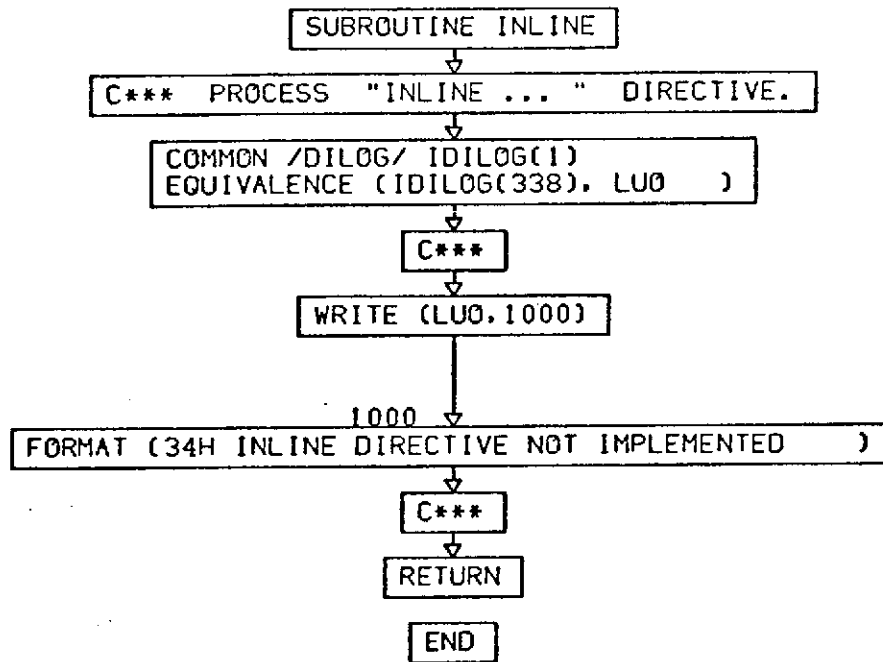 SUBROUTINE INLINE
C*** PROCESS "INLINE ... " DIRECTIVE.
COMMON /DILOG/ IDILOG(1)
EQUIVALENCE (IDILOG(338), LUO )
C***
WRITE (LUO,1000)
1000
FORMAT (34H INLINE DIRECTIVE NOT IMPLEMENTED )
C***
RETURN
END